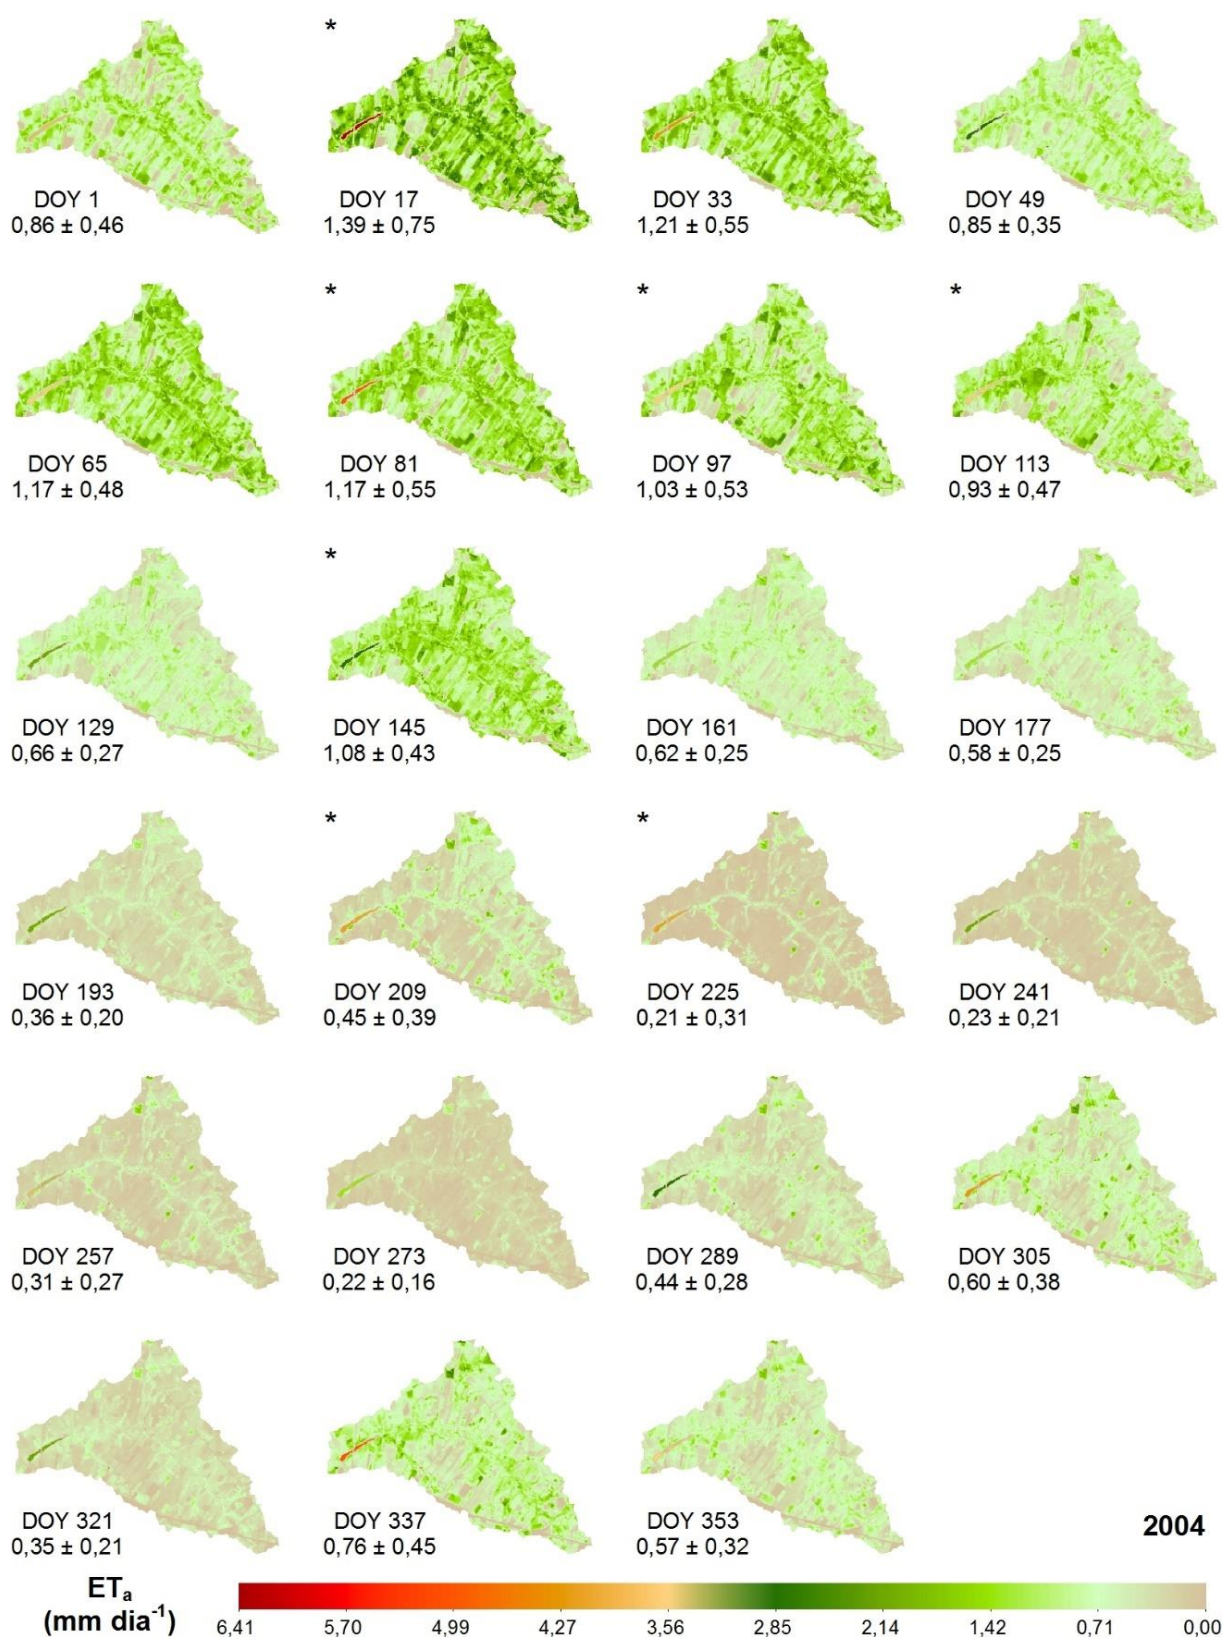 *
DOY 1
0,86 ± 0,46
DOY 17
1,39 ± 0,75
DOY 33
1,21 ± 0,55
DOY 49
0,85 ± 0,35
* * *
DOY 65
1,17 ± 0,48
DOY 81
1,17 ± 0,55
DOY 97
1,03 ± 0,53
DOY 113
0,93 ± 0,47
*
DOY 129
0,66 ± 0,27
DOY 145
1,08 ± 0,43
DOY 161
0,62 ± 0,25
DOY 177
0,58 ± 0,25
* *
DOY 193
0,36 ± 0,20
DOY 209
0,45 ± 0,39
DOY 225
0,21 ± 0,31
DOY 241
0,23 ± 0,21
DOY 257
0,31 ± 0,27
DOY 273
0,22 ± 0,16
DOY 289
0,44 ± 0,28
DOY 305
0,60 ± 0,38
DOY 321
0,35 ± 0,21
DOY 337
0,76 ± 0,45
DOY 353
0,57 ± 0,32
2004
ETa
(mm dia-1)
6,41 5,70 4,99 4,27 3,56 2,85 2,14 1,42 0,71 0,00